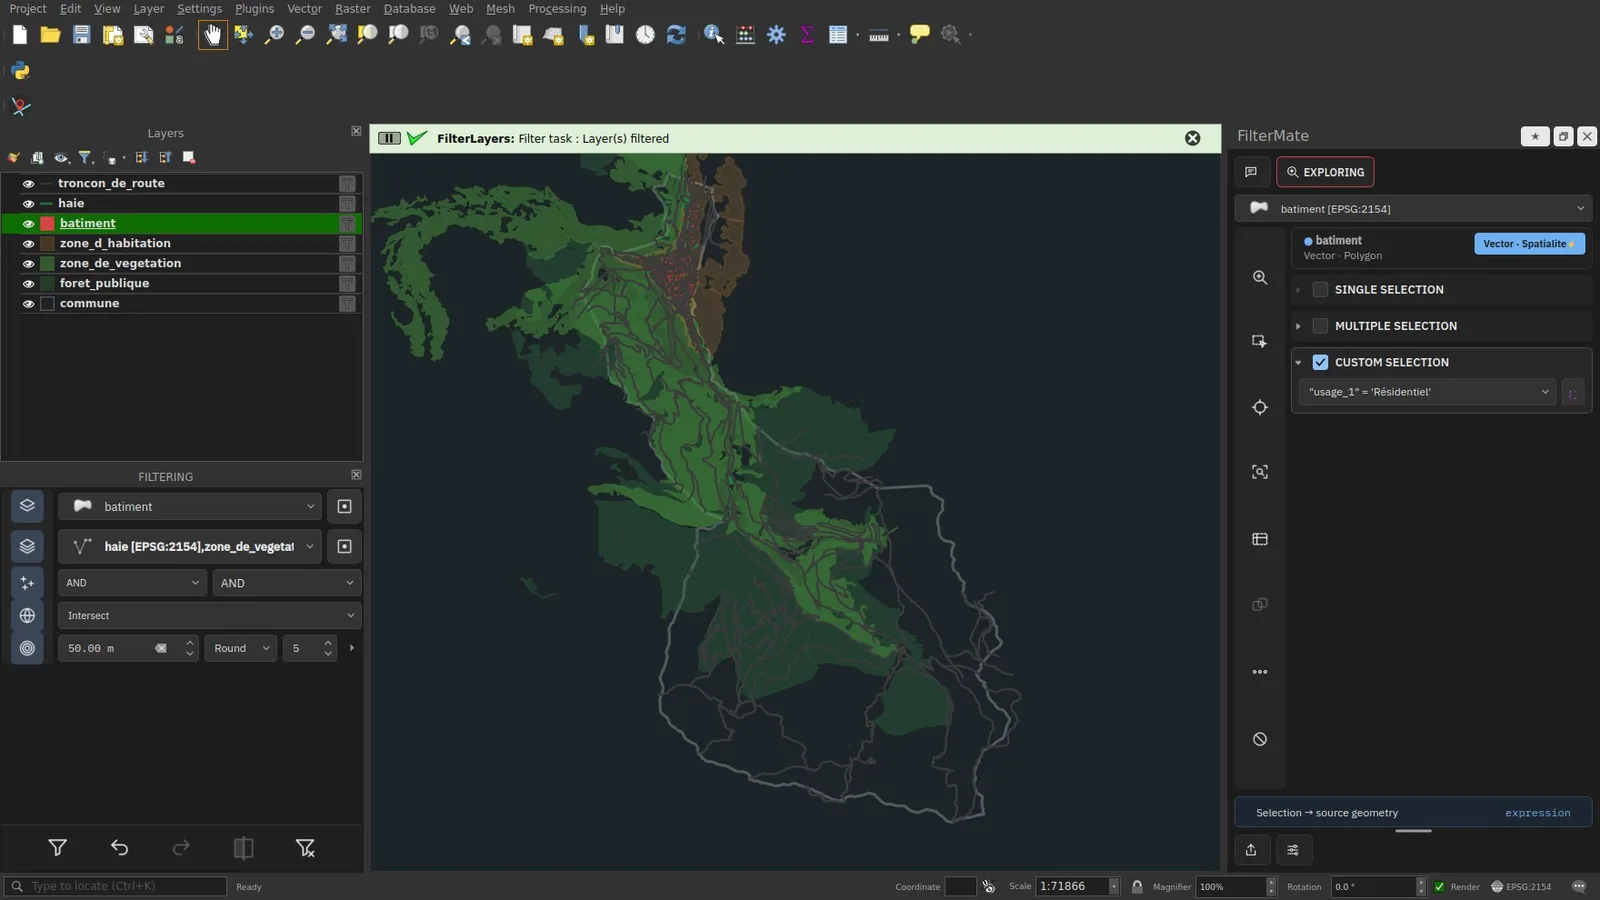 Project Edit View Layer Settings Plugins Vector Raster Database Web Mesh Processing Help
Layers
troncon_de_route
haie
batiment
zone_d_habitation
zone_de_vegetation
foret_publique
commune
FILTERING
batiment
haie [EPSG:2154],zone_de_vegetat
AND AND
Intersect
50.00 m Round 5
FilterLayers: Filter task : Layer(s) filtered
FilterMate
EXPLORING
batiment [EPSG:2154]
batiment
Vector · Polygon
Vector · Spatialite
SINGLE SELECTION
MULTIPLE SELECTION
CUSTOM SELECTION
"usage_1" = 'Résidentiel'
Selection → source geometry expression
Type to locate (Ctrl+K) Ready Coordinate Scale 1:71866 Magnifier 100% Rotation 0.0 ° Render EPSG:2154